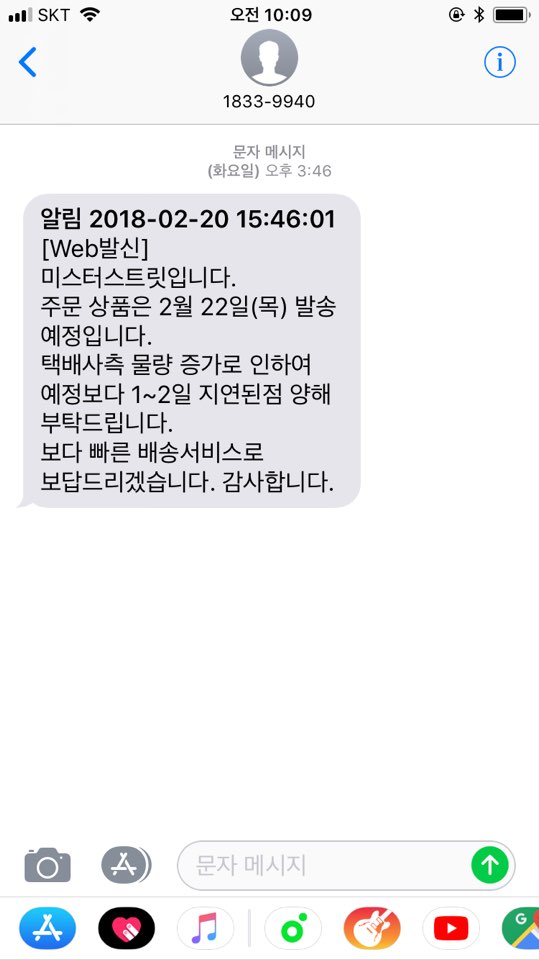 SKT 오전 10:09
1833-9940
문자 메시지
(화요일) 오후 3:46
알림 2018-02-20 15:46:01
[Web발신]
미스터스트릿입니다.
주문 상품은 2월 22일(목) 발송
예정입니다.
택배사측 물량 증가로 인하여
예정보다 1~2일 지연된점 양해
부탁드립니다.
보다 빠른 배송서비스로
보답드리겠습니다. 감사합니다.
문자 메시지